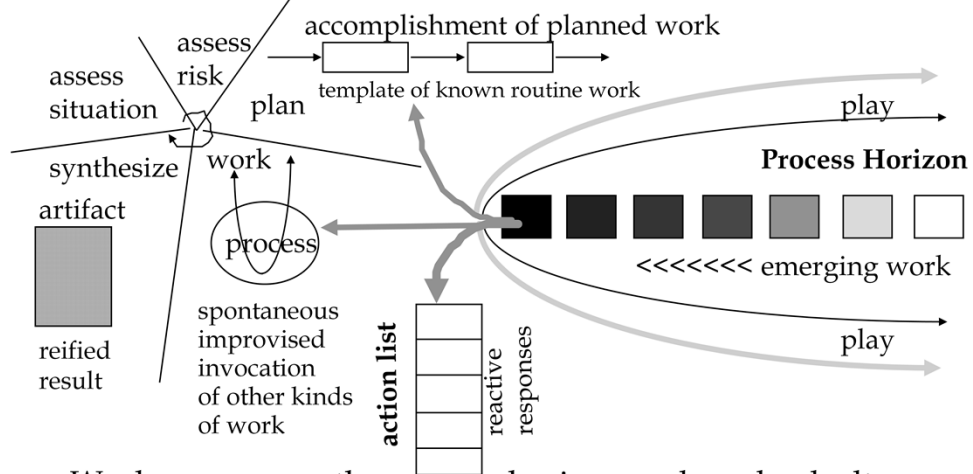 assess
risk
accomplishment of planned work
assess
situation
plan
template of known routine work
play
synthesize
work
Process Horizon
artifact
process
<<<<<<< emerging work
spontaneous
improvised
invocation
of other kinds
of work
action list
reactive
responses
play
reified
result